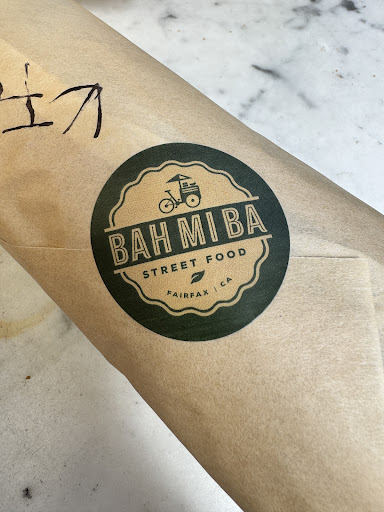 BAH MI BA
STREET FOOD
FAIRFAX | CA